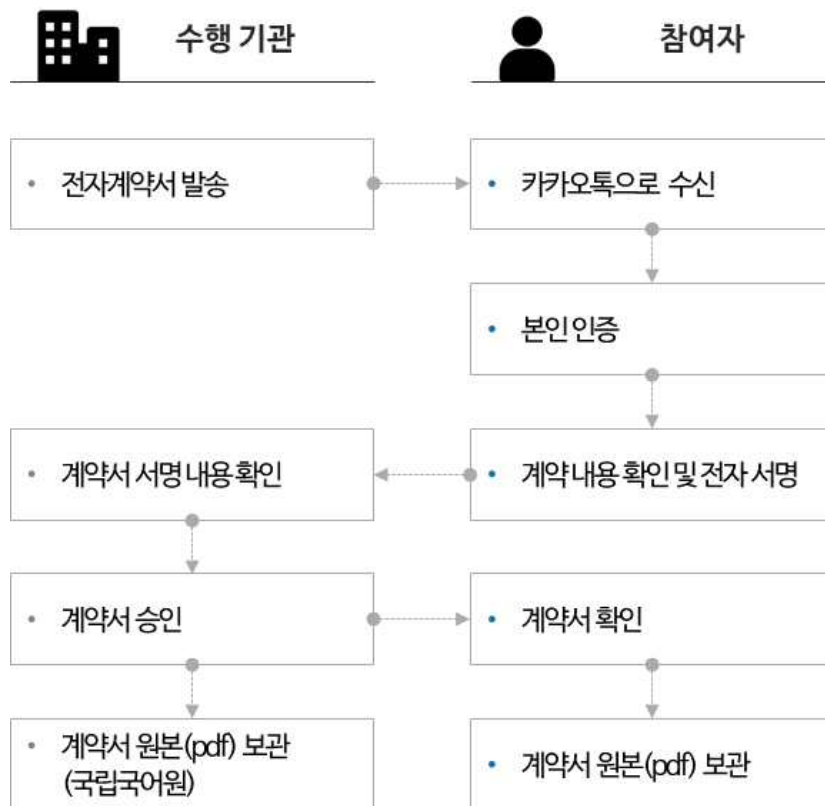 수행 기관
참여자
• 전자계약서 발송
• 카카오톡으로 수신
• 본인 인증
• 계약서 서명 내용 확인
• 계약 내용 확인 및 전자 서명
• 계약서 승인
• 계약서 확인
• 계약서 원본(pdf) 보관
(국립국어원)
• 계약서 원본(pdf) 보관